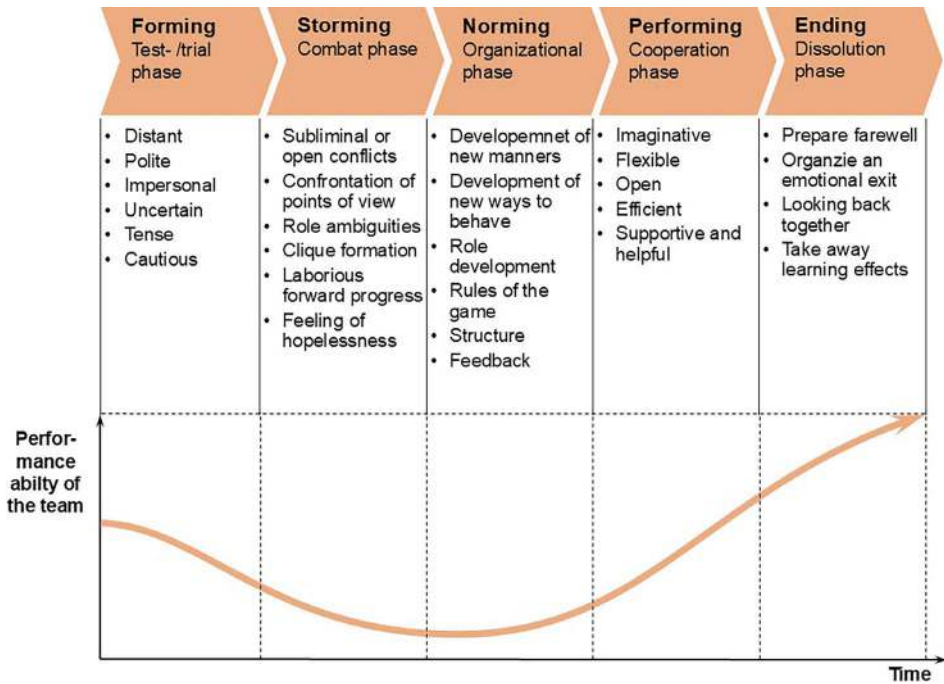 Forming
Test- /trial
phase
Storming
Combat phase
Norming
Organizational
phase
Performing
Cooperation
phase
Ending
Dissolution
phase
• Distant
• Polite
• Impersonal
• Uncertain
• Tense
• Cautious
• Subliminal or
open conflicts
• Confrontation of
points of view
• Role ambiguities
• Clique formation
• Laborious
forward progress
• Feeling of
hopelessness
• Developemnet of
new manners
• Development of
new ways to
behave
• Role
development
• Rules of the
game
• Structure
• Feedback
• Imaginative
• Flexible
• Open
• Efficient
• Supportive and
helpful
• Prepare farewell
• Organzie an
emotional exit
• Looking back
together
• Take away
learning effects
Perfor-
mance
abilty of
the team
Time